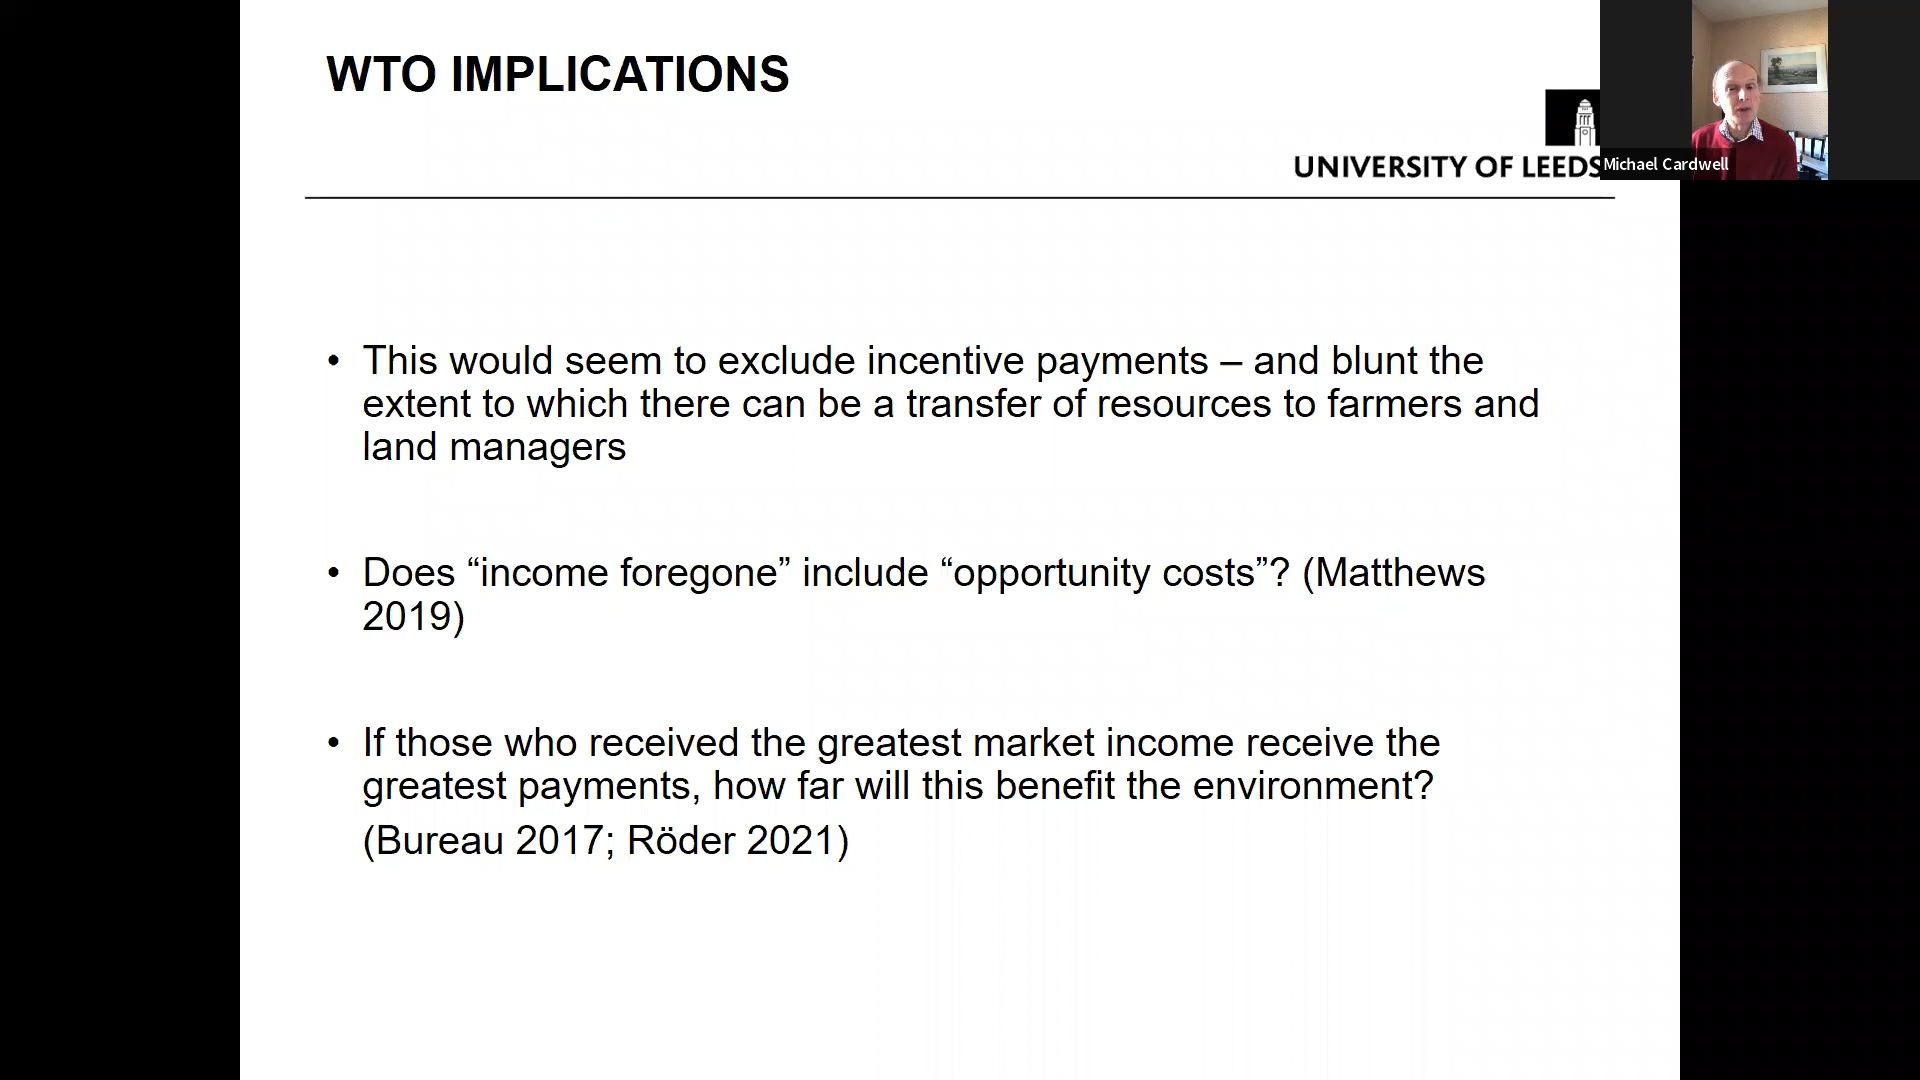 WTO IMPLICATIONS
UNIVERSITY OF LEEDS
Michael Cardwell
• This would seem to exclude incentive payments – and blunt the
extent to which there can be a transfer of resources to farmers and
land managers
• Does “income foregone” include “opportunity costs”? (Matthews
2019)
• If those who received the greatest market income receive the
greatest payments, how far will this benefit the environment?
(Bureau 2017; Röder 2021)